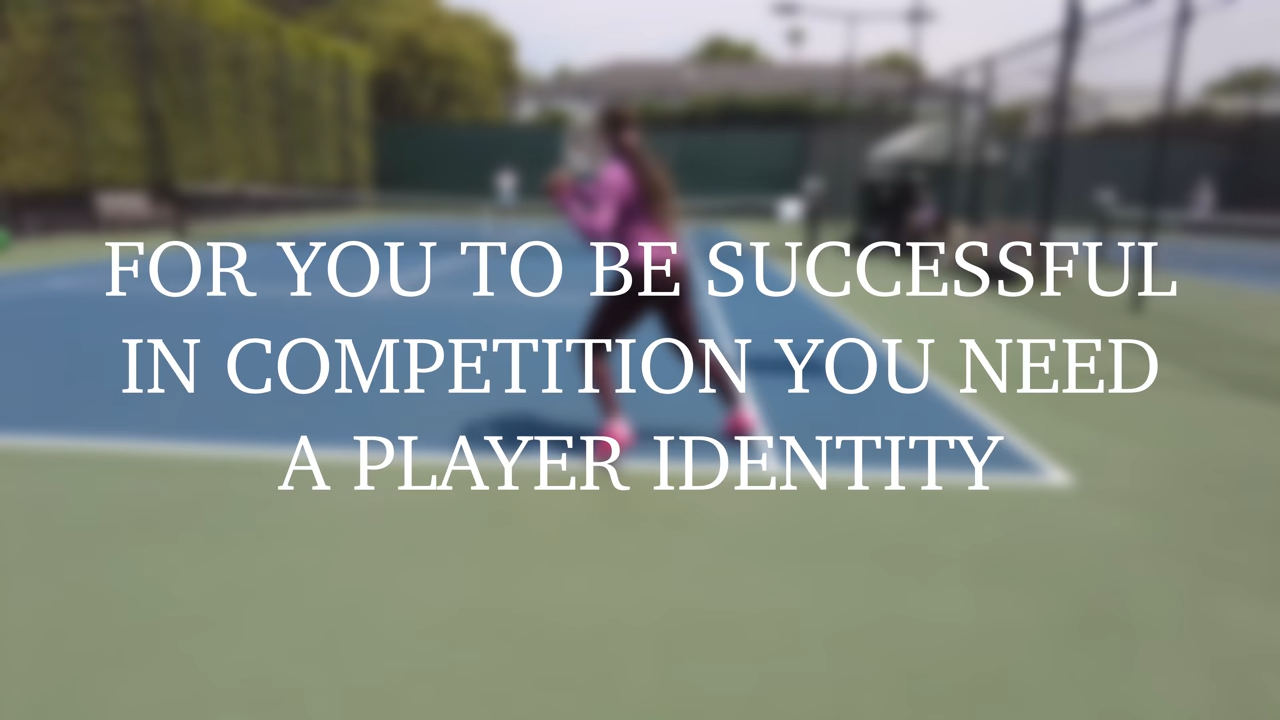 FOR YOU TO BE SUCCESSFUL
IN COMPETITION YOU NEED
A PLAYER IDENTITY